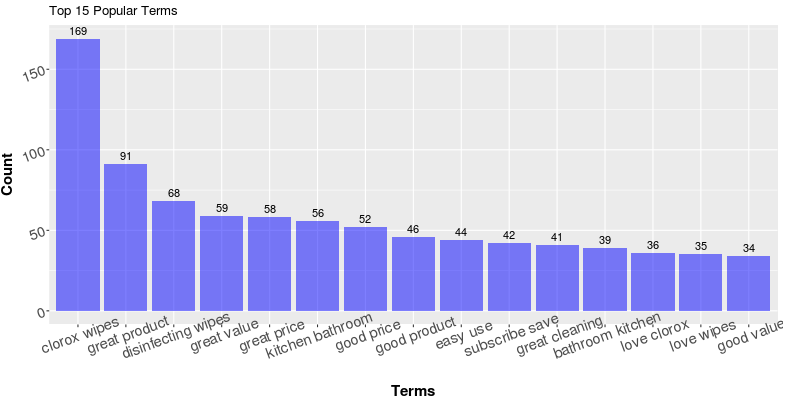 Top 15 Popular Terms
Count
150
100
50
0
169
91
68
59
58
56
52
46
44
42
41
39
36
35
34
clorox wipes
great product
disinfecting wipes
great value
great price
kitchen bathroom
good price
good product
easy use
subscribe save
great cleaning
bathroom kitchen
love clorox
love wipes
good value
Terms